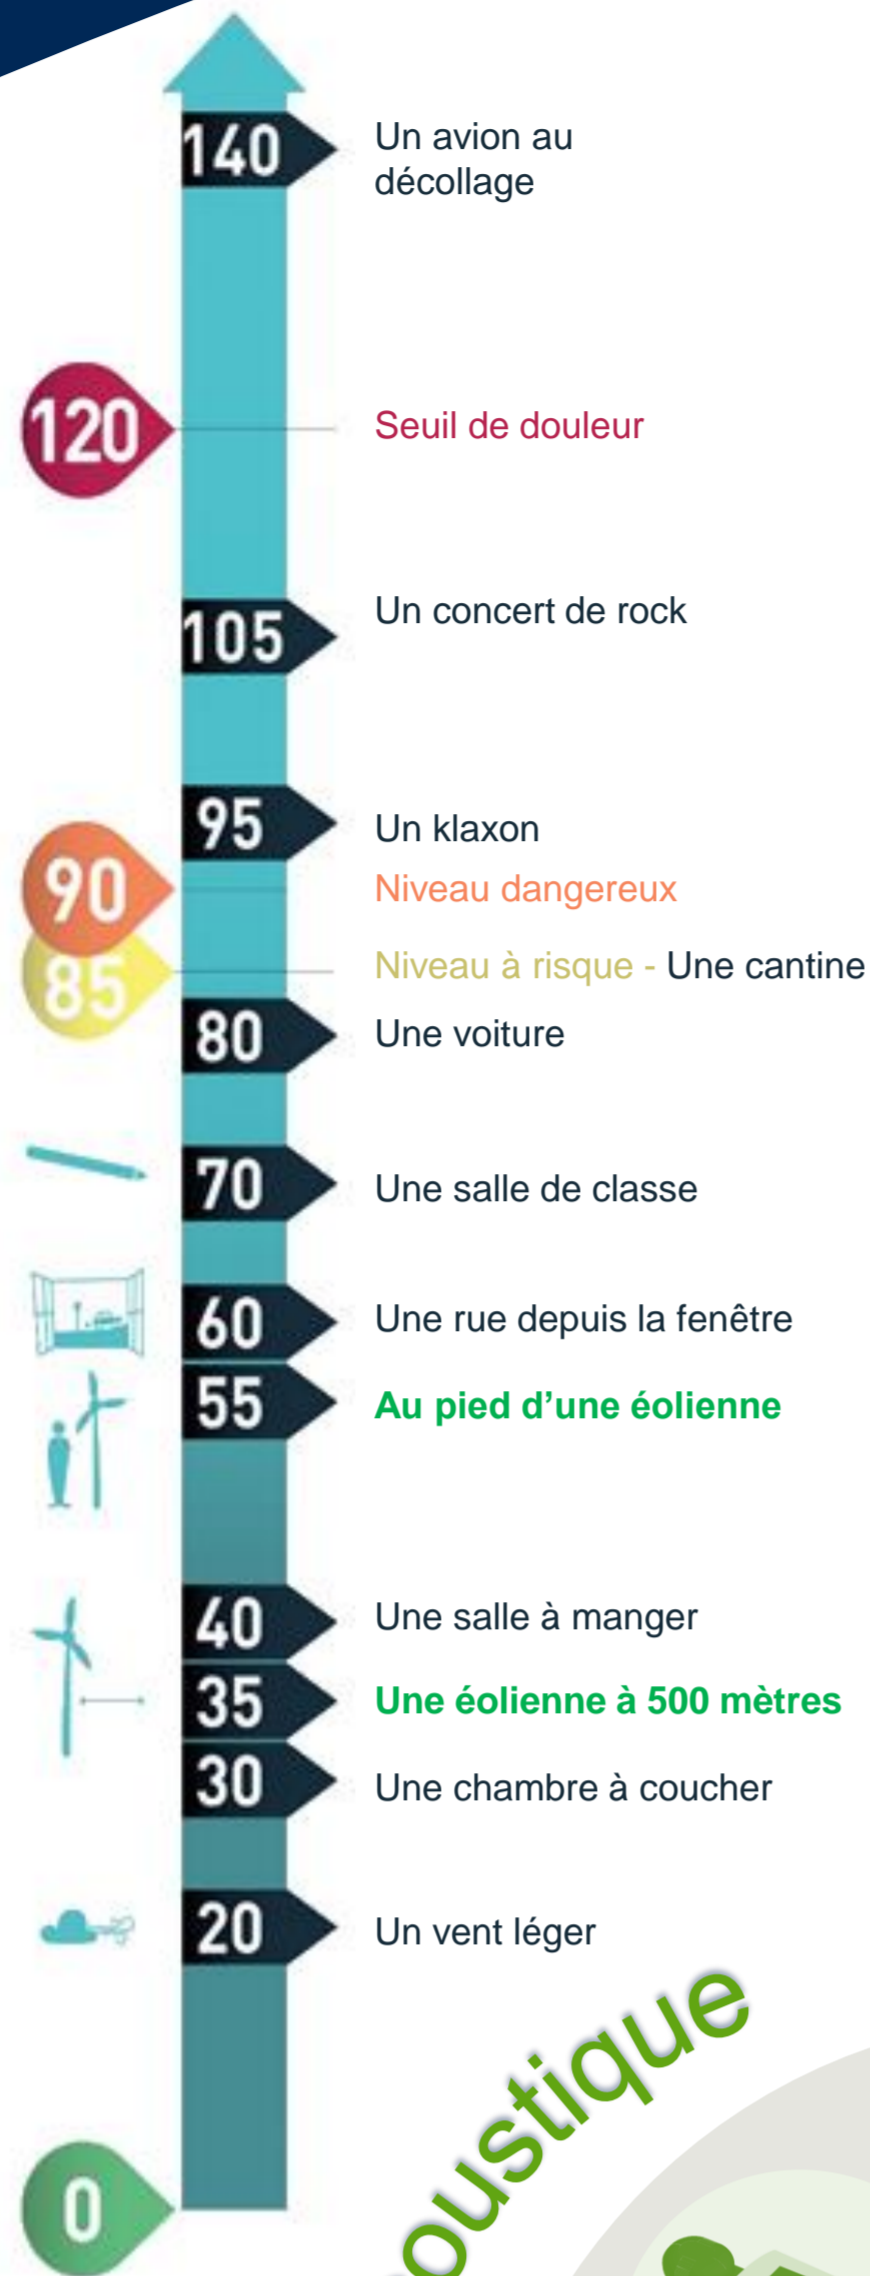 140 Un avion au
décollage
120 Seuil de douleur
105 Un concert de rock
95 Un klaxon
90 Niveau dangereux
85 Niveau à risque - Une cantine
80 Une voiture
70 Une salle de classe
60 Une rue depuis la fenêtre
55 Au pied d’une éolienne
40 Une salle à manger
35 Une éolienne à 500 mètres
30 Une chambre à coucher
20 Un vent léger
oustique
0